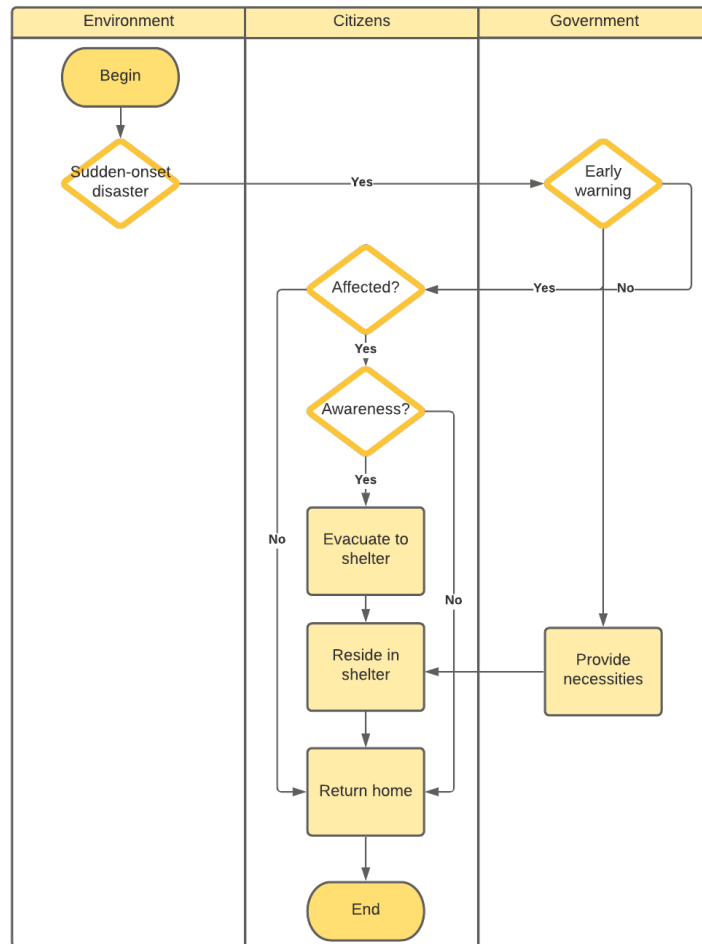 Environment
Citizens
Government
Begin
Sudden-onset
disaster
Yes
Early
warning
Affected?
Yes
No
Yes
Awareness?
Yes
Evacuate to
shelter
No
No
Reside in
shelter
Provide
necessities
Return home
End